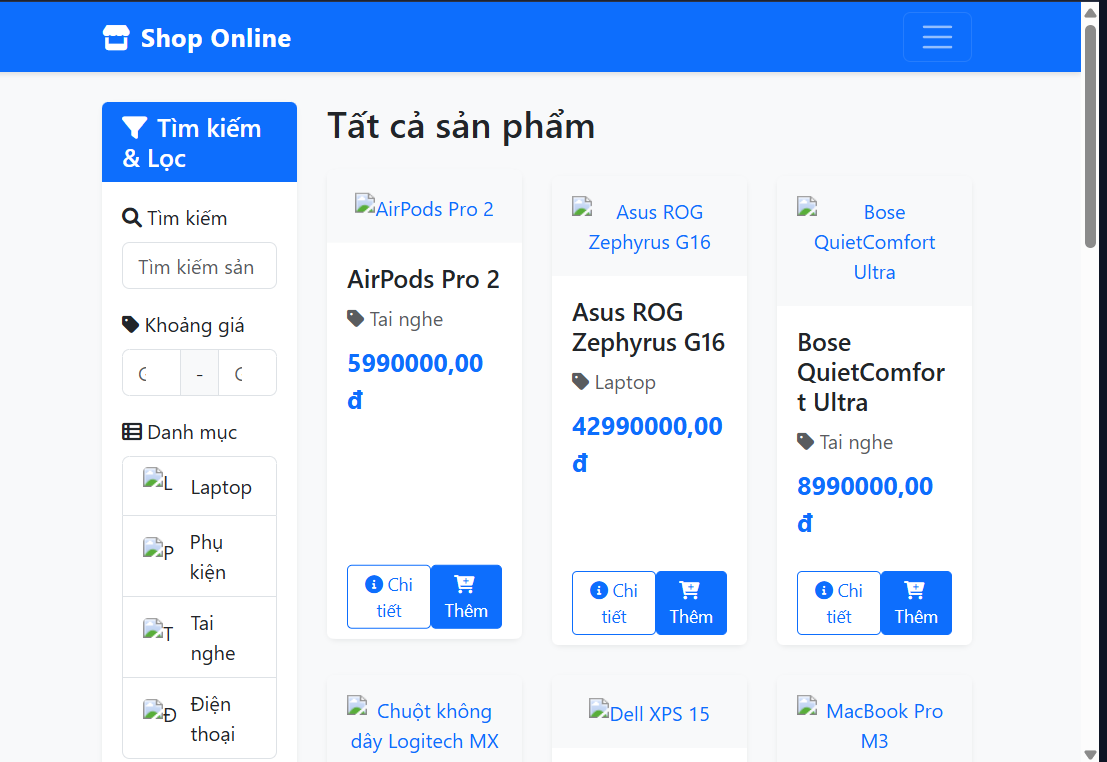 Shop Online
Tìm kiếm
& Lọc
Tìm kiếm
Tìm kiếm sản
Khoảng giá
-
Danh mục
L
Laptop
P
Phụ
kiện
T
Tai
nghe
Đ
Điện
thoại
Tất cả sản phẩm
AirPods Pro 2
AirPods Pro 2
Tai nghe
5990000,00
đ
Chi
tiết
Thêm
Asus ROG
Zephyrus G16
Asus ROG
Zephyrus G16
Laptop
42990000,00
đ
Chi
tiết
Thêm
Bose
QuietComfort
Ultra
Bose
QuietComfor
t Ultra
Tai nghe
8990000,00
đ
Chi
tiết
Thêm
Chuột không
dây Logitech MX
Dell XPS 15
MacBook Pro
M3